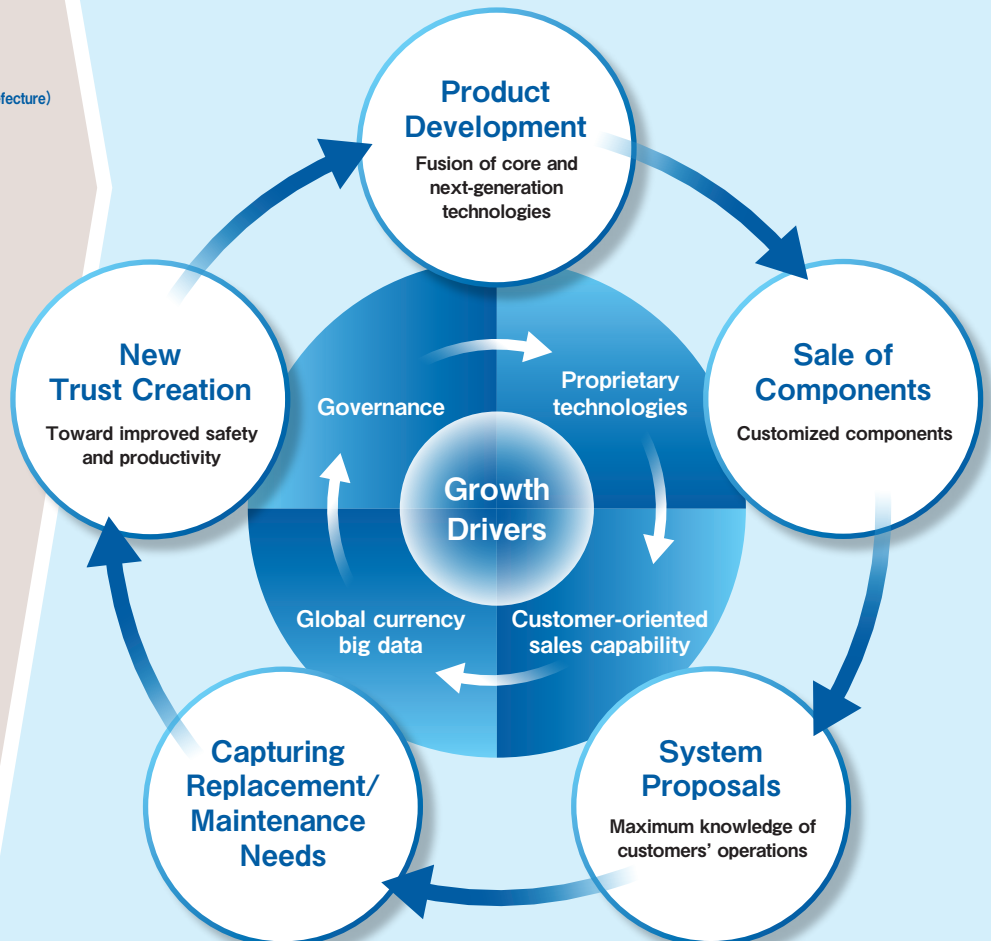 fecture)
Product
Development
Fusion of core and
next-generation
technologies
New
Trust Creation
Toward improved safety
and productivity
Sale of
Components
Customized components
Governance
Proprietary
technologies
Growth
Drivers
Global currency
big data
Customer-oriented
sales capability
Capturing
Replacement/
Maintenance
Needs
System
Proposals
Maximum knowledge of
customers’ operations